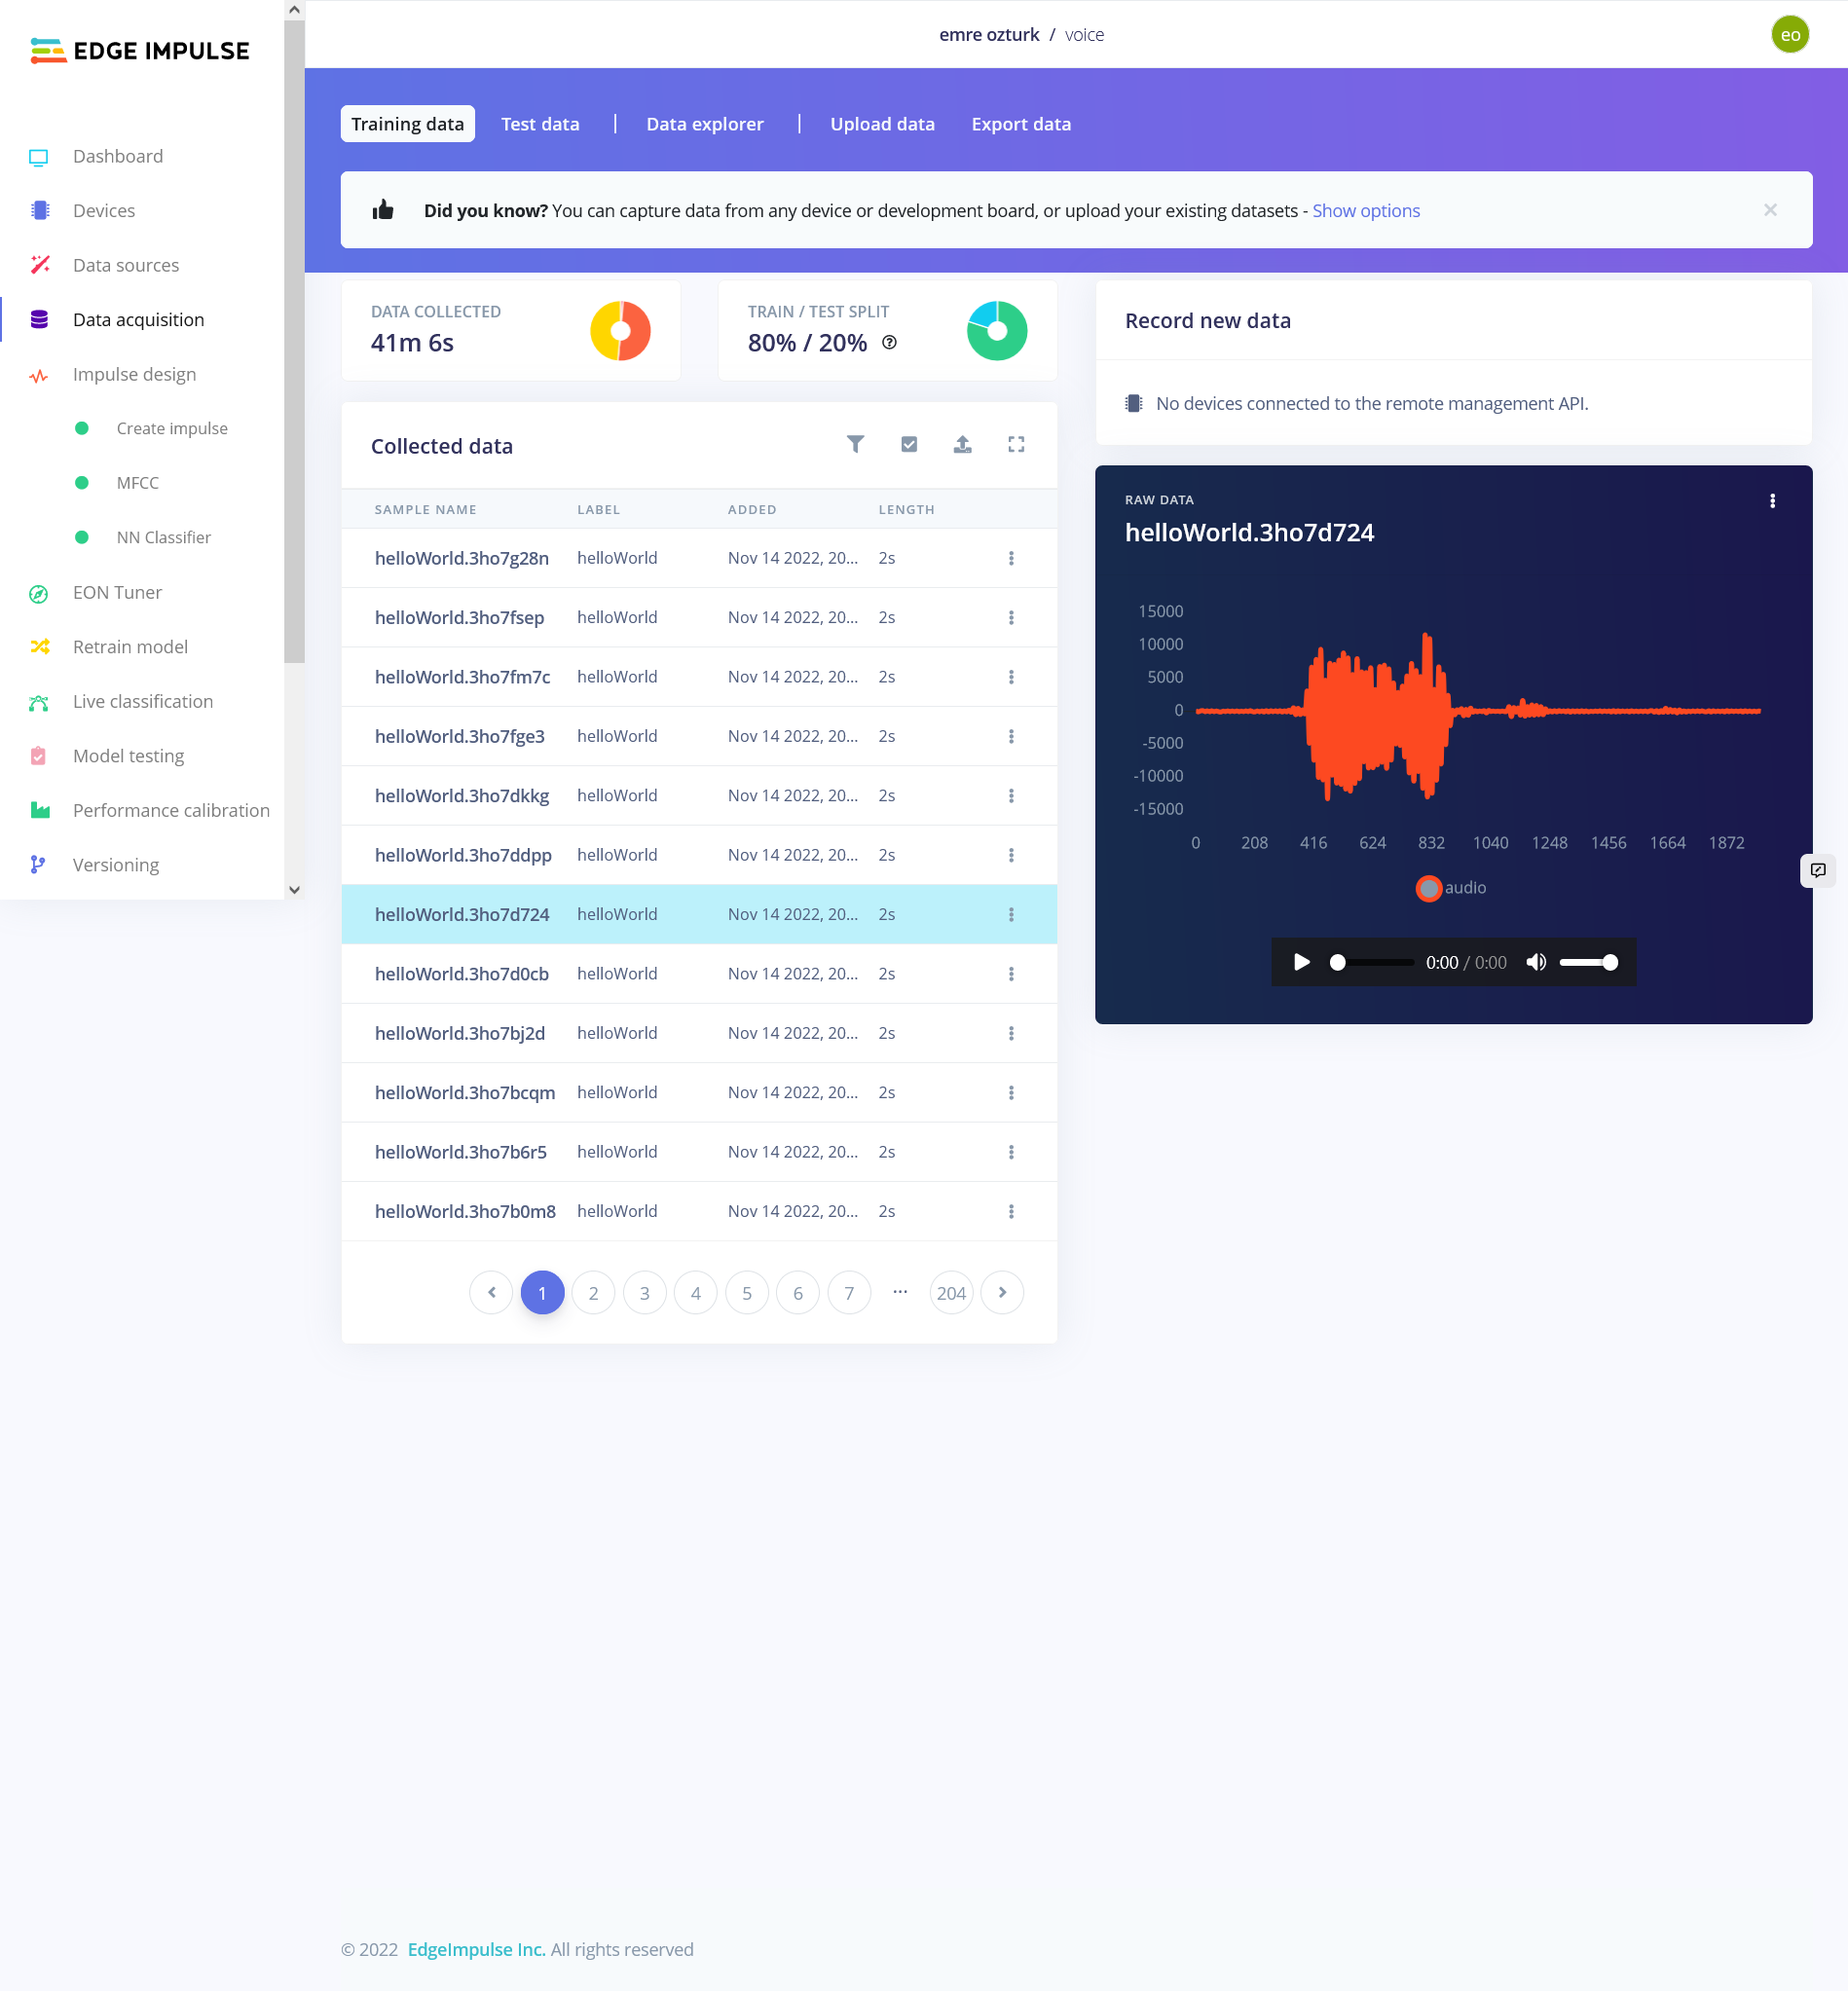 EDGE IMPULSE
emre ozturk / voice
eo
Dashboard
Devices
Data sources
Data acquisition
Impulse design
Create impulse
MFCC
NN Classifier
EON Tuner
Retrain model
Live classification
Model testing
Performance calibration
Versioning
Training data Test data | Data explorer | Upload data Export data
Did you know? You can capture data from any device or development board, or upload your existing datasets - Show options
DATA COLLECTED
41m 6s
TRAIN / TEST SPLIT
80% / 20%
Collected data
SAMPLE NAME LABEL ADDED LENGTH
helloWorld.3ho7g28n helloWorld Nov 14 2022, 20... 2s
helloWorld.3ho7fsep helloWorld Nov 14 2022, 20... 2s
helloWorld.3ho7fm7c helloWorld Nov 14 2022, 20... 2s
helloWorld.3ho7fge3 helloWorld Nov 14 2022, 20... 2s
helloWorld.3ho7dkkg helloWorld Nov 14 2022, 20... 2s
helloWorld.3ho7ddpp helloWorld Nov 14 2022, 20... 2s
helloWorld.3ho7d724 helloWorld Nov 14 2022, 20... 2s
helloWorld.3ho7d0cb helloWorld Nov 14 2022, 20... 2s
helloWorld.3ho7bj2d helloWorld Nov 14 2022, 20... 2s
helloWorld.3ho7bcqm helloWorld Nov 14 2022, 20... 2s
helloWorld.3ho7b6r5 helloWorld Nov 14 2022, 20... 2s
helloWorld.3ho7b0m8 helloWorld Nov 14 2022, 20... 2s
1 2 3 4 5 6 7 ... 204
Record new data
No devices connected to the remote management API.
RAW DATA
helloWorld.3ho7d724
15000
10000
5000
0
-5000
-10000
-15000
0 208 416 624 832 1040 1248 1456 1664 1872
audio
0:00 / 0:00
© 2022 EdgeImpulse Inc. All rights reserved